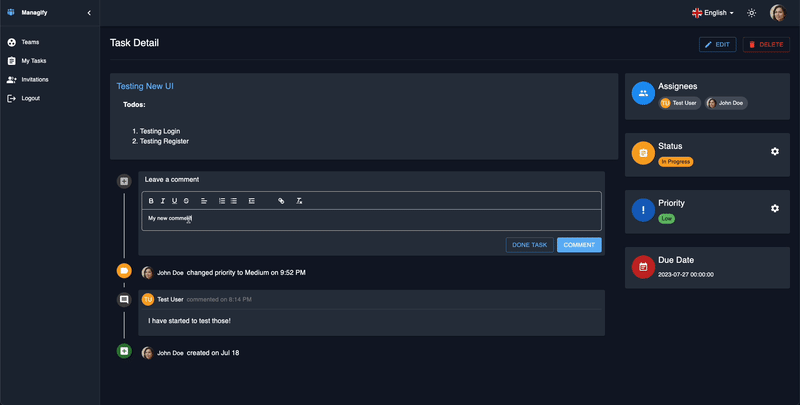 Managify
English
Teams
My Tasks
Invitations
Logout
Task Detail
EDIT
DELETE
Testing New UI
Todos:
1. Testing Login
2. Testing Register
Leave a comment
B I U S
My new comment
DONE TASK
COMMENT
John Doe changed priority to Medium on 9:52 PM
TU Test User commented on 8:14 PM
I have started to test those!
John Doe created on Jul 18
Assignees
TU Test User John Doe
Status
In Progress
Priority
Low
Due Date
2023-07-27 00:00:00